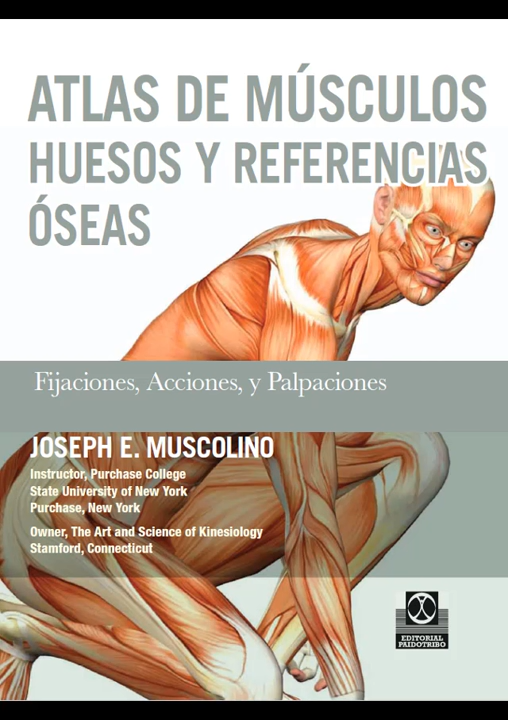 ATLAS DE MÚSCULOS
HUESOS Y REFERENCIAS
ÓSEAS
Fijaciones, Acciones, y Palpaciones
JOSEPH E. MUSCOLINO
Instructor, Purchase College
State University of New York
Purchase, New York
Owner, The Art and Science of Kinesiology
Stamford, Connecticut
EDITORIAL
PAIDOTRIBO